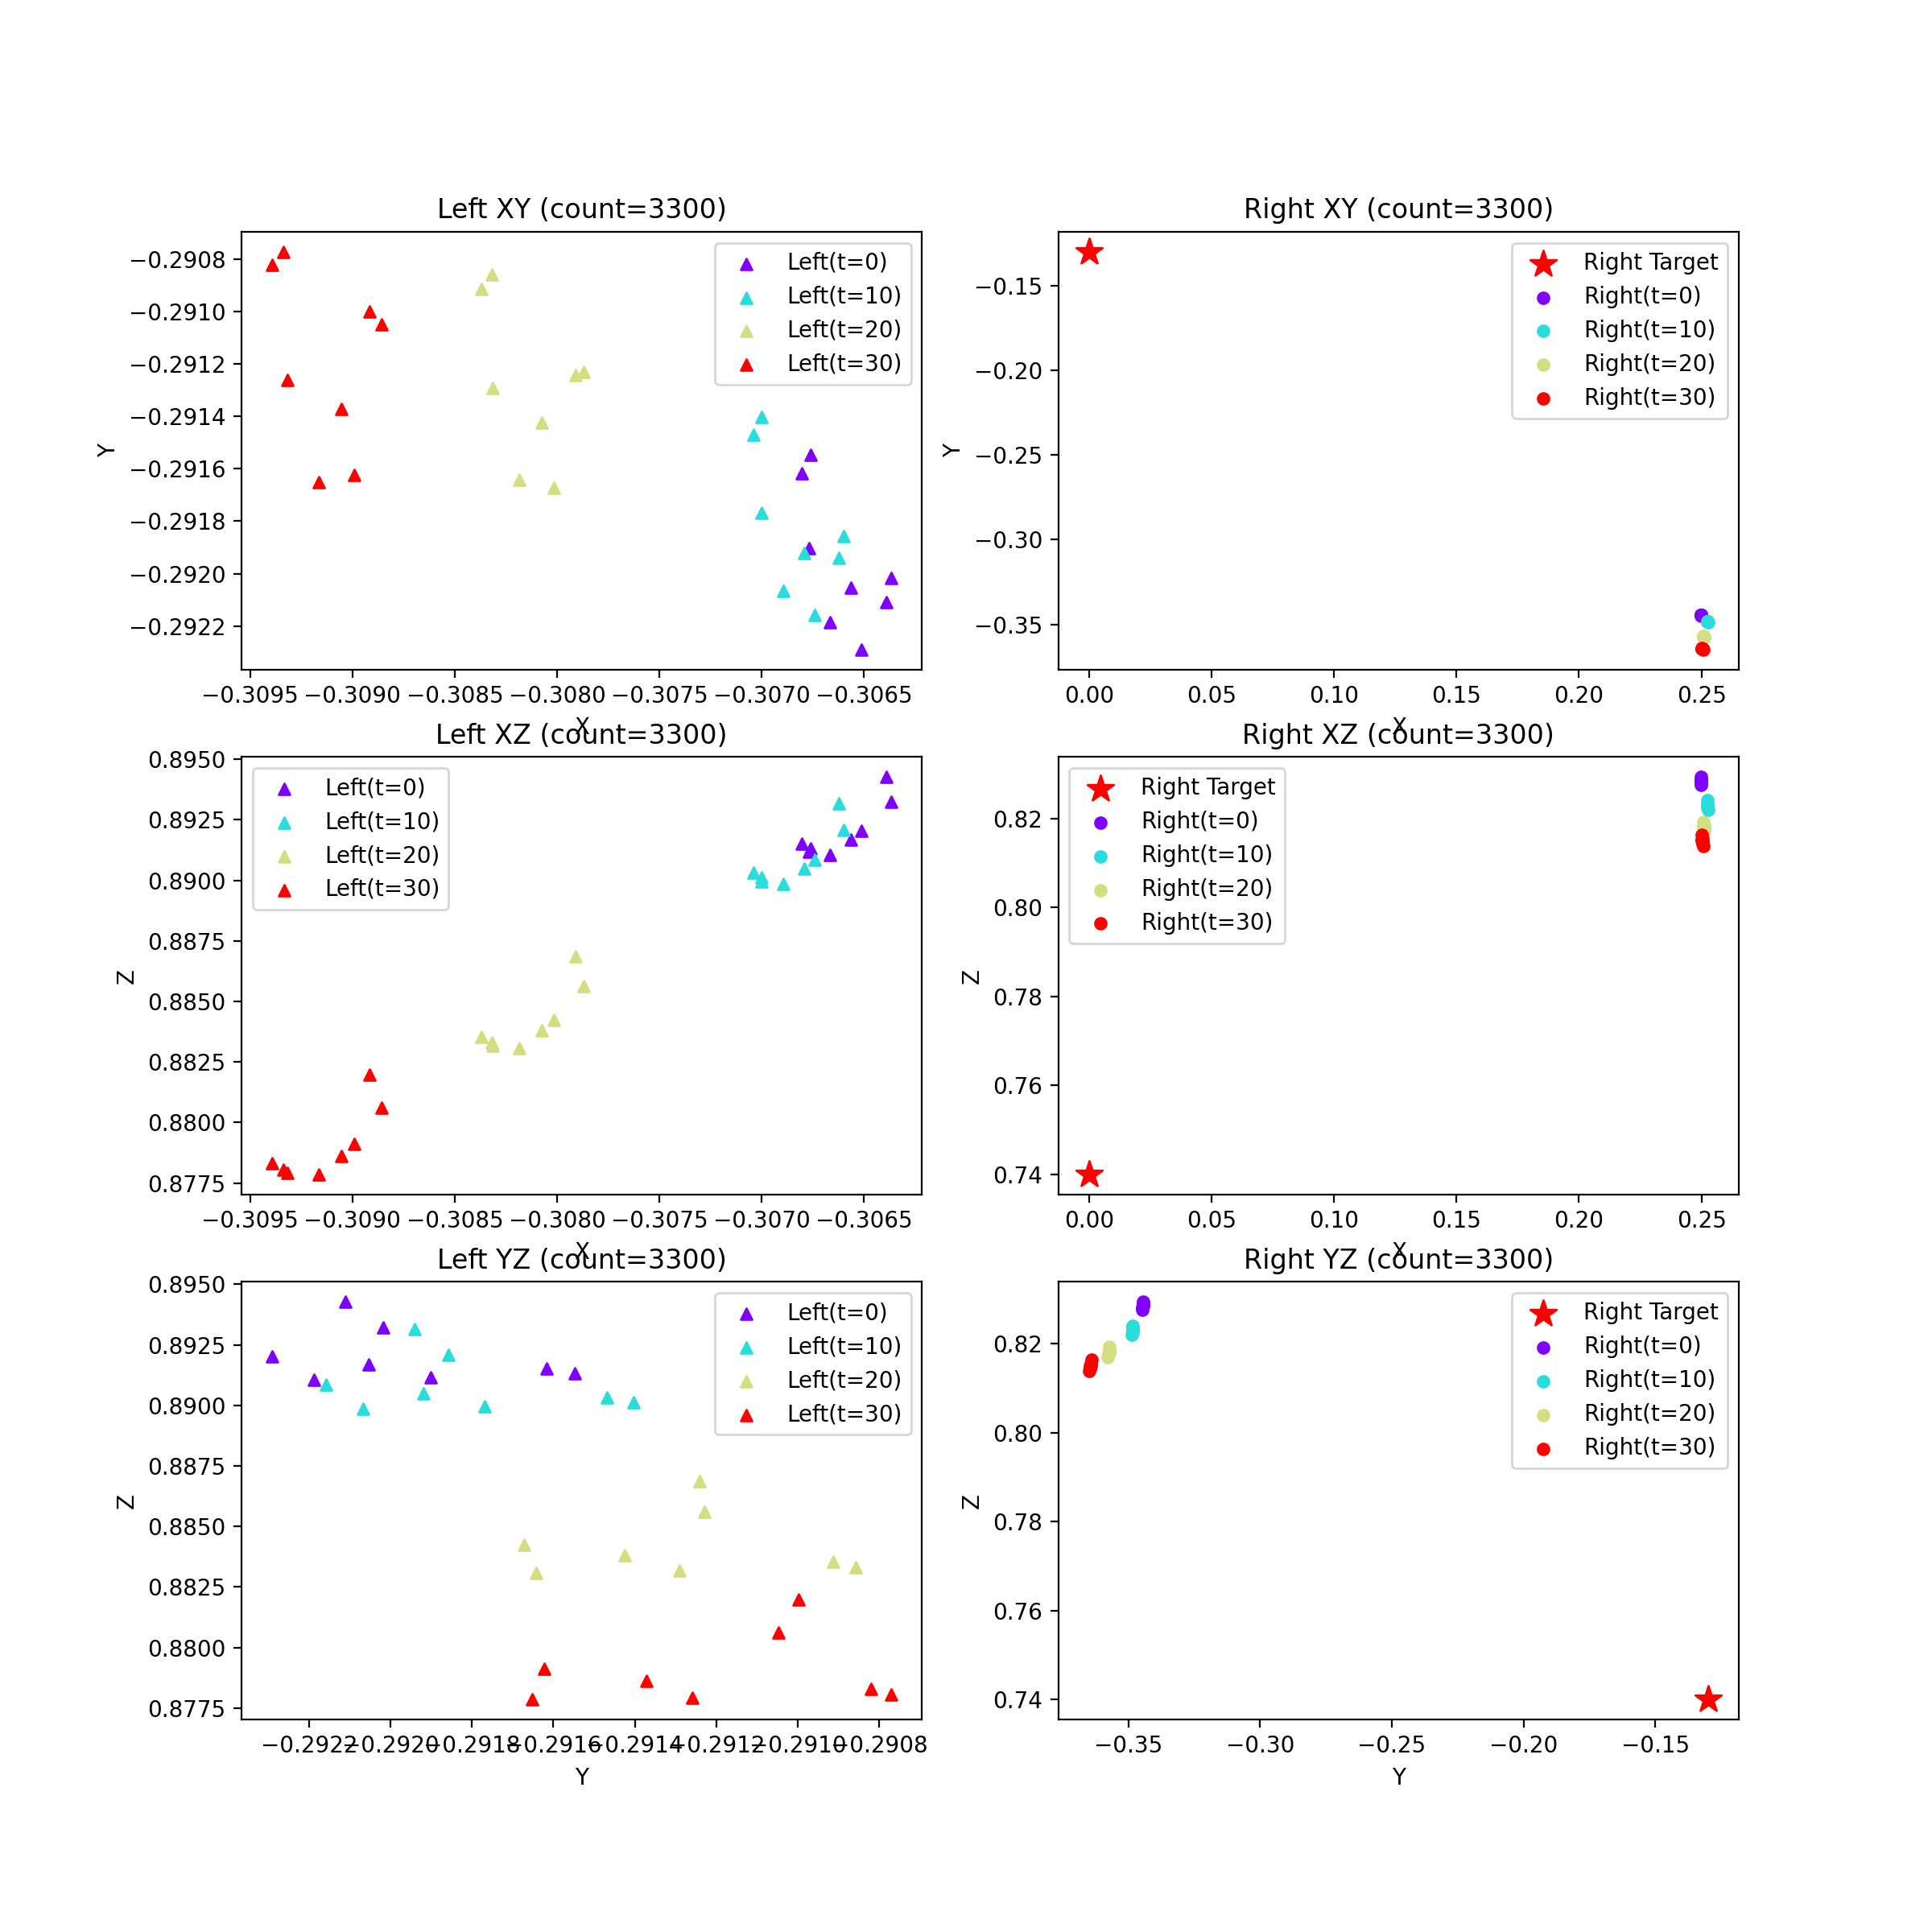 Left XY (count=3300)
Y
−0.2908
−0.2910
−0.2912
−0.2914
−0.2916
−0.2918
−0.2920
−0.2922
Left(t=0)
Left(t=10)
Left(t=20)
Left(t=30)
−0.3095 −0.3090 −0.3085 −0.3080 −0.3075 −0.3070 −0.3065
X
Right XY (count=3300)
Y
−0.15
−0.20
−0.25
−0.30
−0.35
Right Target
Right(t=0)
Right(t=10)
Right(t=20)
Right(t=30)
0.00 0.05 0.10 0.15 0.20 0.25
X
Left XZ (count=3300)
Z
0.8950
0.8925
0.8900
0.8875
0.8850
0.8825
0.8800
0.8775
Left(t=0)
Left(t=10)
Left(t=20)
Left(t=30)
−0.3095 −0.3090 −0.3085 −0.3080 −0.3075 −0.3070 −0.3065
X
Right XZ (count=3300)
Z
0.82
0.80
0.78
0.76
0.74
Right Target
Right(t=0)
Right(t=10)
Right(t=20)
Right(t=30)
0.00 0.05 0.10 0.15 0.20 0.25
X
Left YZ (count=3300)
Z
0.8950
0.8925
0.8900
0.8875
0.8850
0.8825
0.8800
0.8775
Left(t=0)
Left(t=10)
Left(t=20)
Left(t=30)
−0.2922 −0.2920 −0.2918 −0.2916 −0.2914 −0.2912 −0.2910 −0.2908
Y
Right YZ (count=3300)
Z
0.82
0.80
0.78
0.76
0.74
Right Target
Right(t=0)
Right(t=10)
Right(t=20)
Right(t=30)
−0.35 −0.30 −0.25 −0.20 −0.15
Y